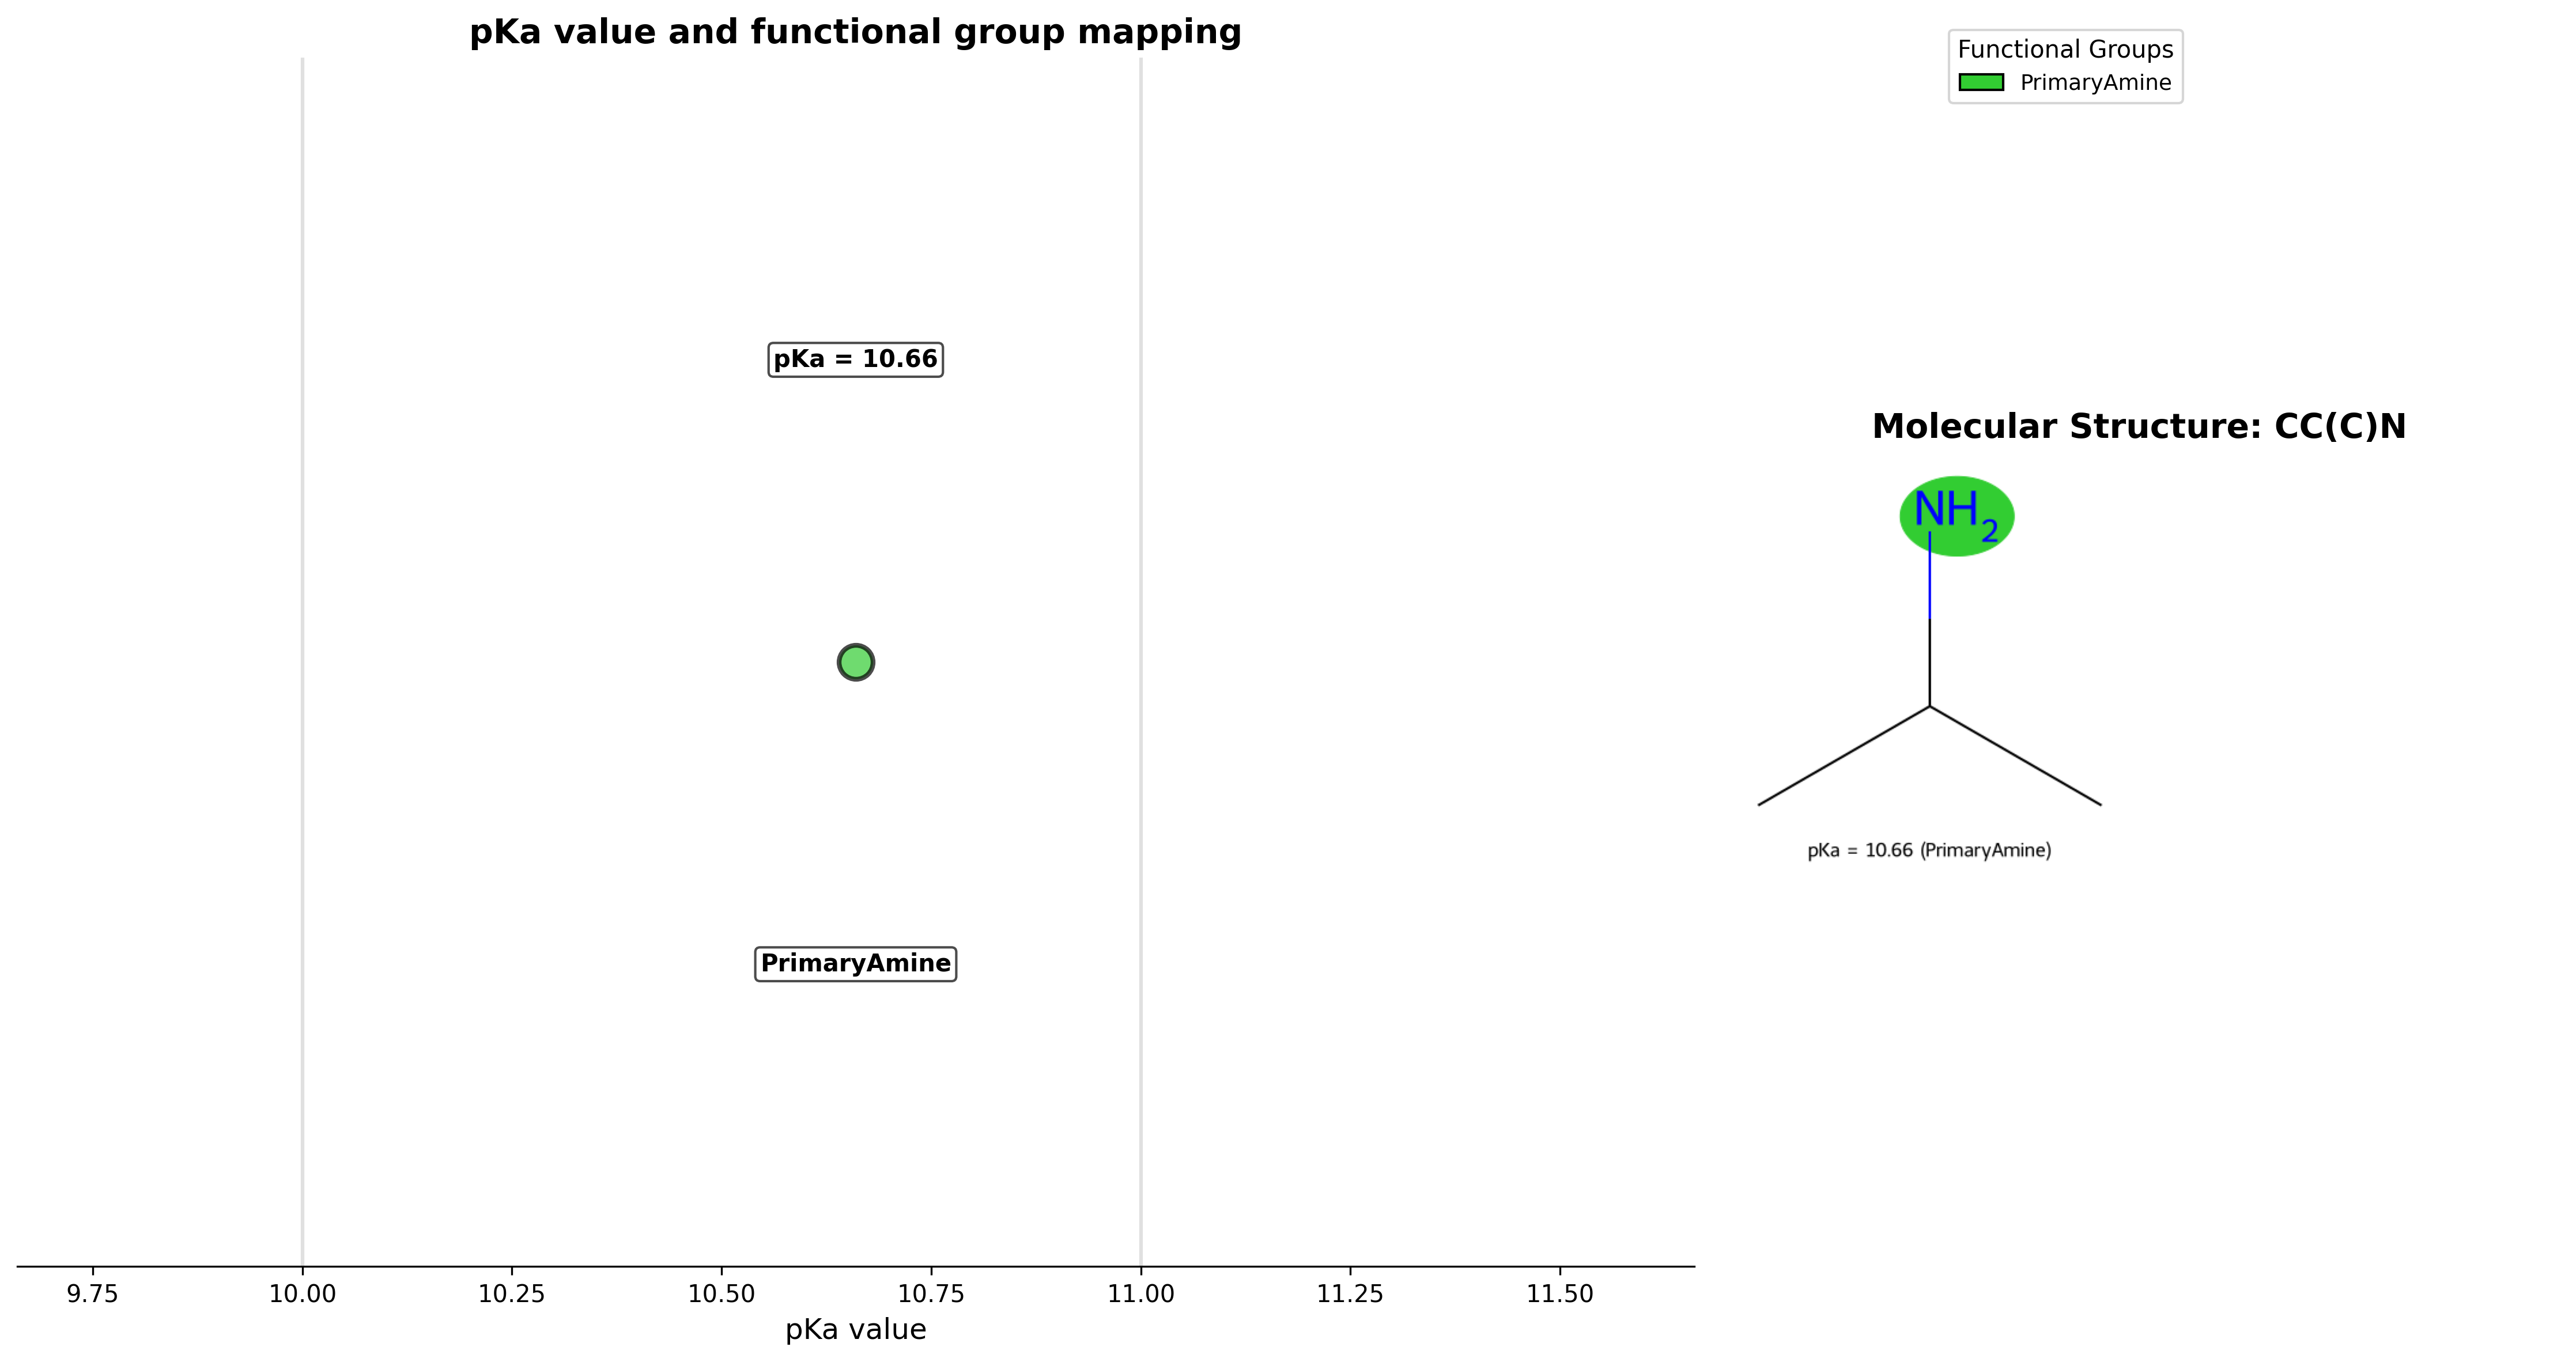 pKa value and functional group mapping
pKa = 10.66
PrimaryAmine
9.75
10.00
10.25
10.50
10.75
11.00
11.25
11.50
pKa value
Functional Groups
PrimaryAmine
Molecular Structure: CC(C)N
NH2
pKa = 10.66 (PrimaryAmine)